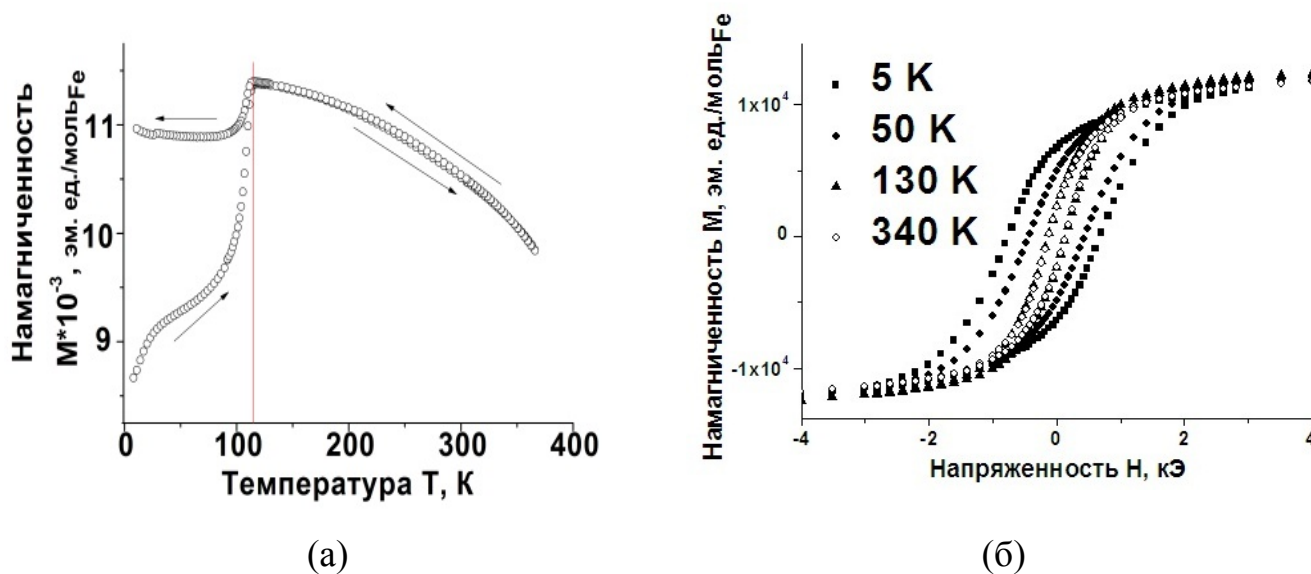 Намагниченность
М*10⁻³, эм. ед./моль_Fe
11
10
9
0
100
200
300
400
Температура Т, К
(а)
Намагниченность М, эм. ед./моль_Fe
5 K
50 K
130 K
340 K
1x10⁴
0
-1x10⁴
-4
-2
0
2
4
Напряженность Н, кЭ
(б)